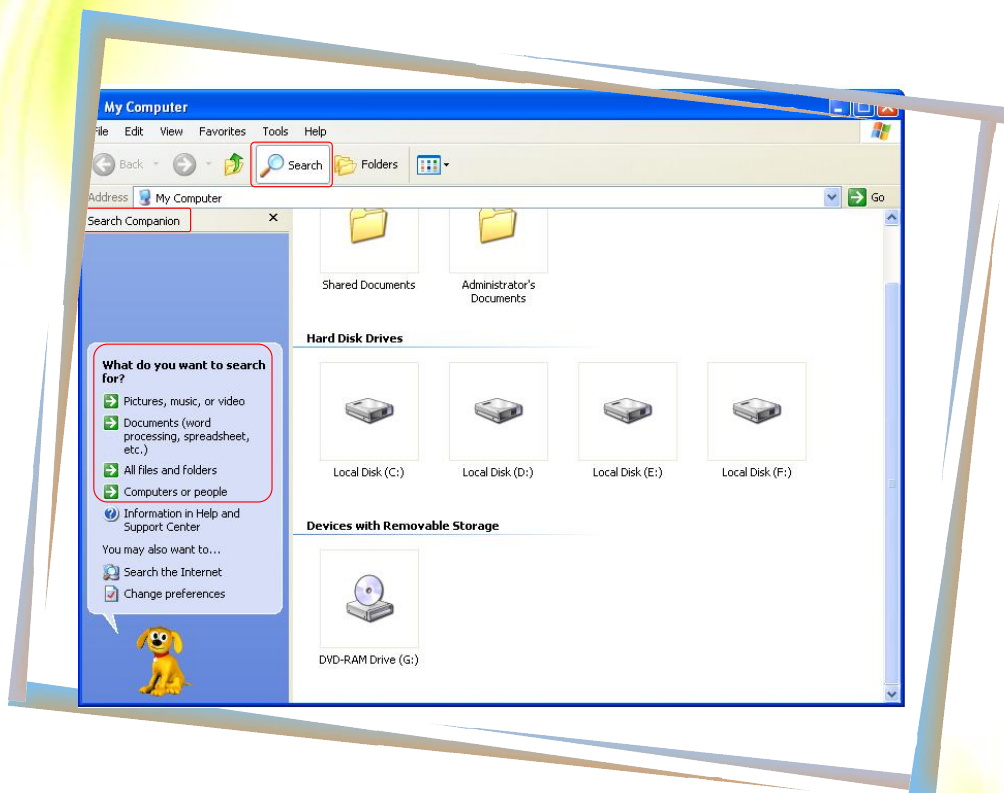 My Computer
File Edit View Favorites Tools Help
Back Search Folders
Address My Computer Go
Search Companion
What do you want to search
for?
Pictures, music, or video
Documents (word
processing, spreadsheet,
etc.)
All files and folders
Computers or people
Information in Help and
Support Center
You may also want to...
Search the Internet
Change preferences
Shared Documents
Administrator's
Documents
Hard Disk Drives
Local Disk (C:) Local Disk (D:) Local Disk (E:) Local Disk (F:)
Devices with Removable Storage
DVD-RAM Drive (G:)